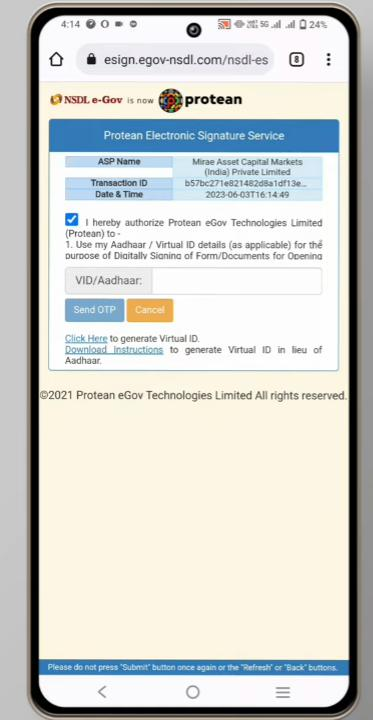 4:14
5G
24%
esign.egov-nsdl.com/nsdl-es
8
NSDL e-Gov is now protean
Protean Electronic Signature Service
ASP Name Mirae Asset Capital Markets
(India) Private Limited
Transaction ID b57bc271e821482d8a1df13e...
Date & Time 2023-06-03T16:14:49
I hereby authorize Protean eGov Technologies Limited
(Protean) to -
1. Use my Aadhaar / Virtual ID details (as applicable) for the
purpose of Digitally Signing of Form/Documents for Opening
VID/Aadhaar:
Send OTP Cancel
Click Here to generate Virtual ID.
Download Instructions to generate Virtual ID in lieu of
Aadhaar.
©2021 Protean eGov Technologies Limited All rights reserved.
Please do not press "Submit" button once again or the "Refresh" or "Back" buttons.